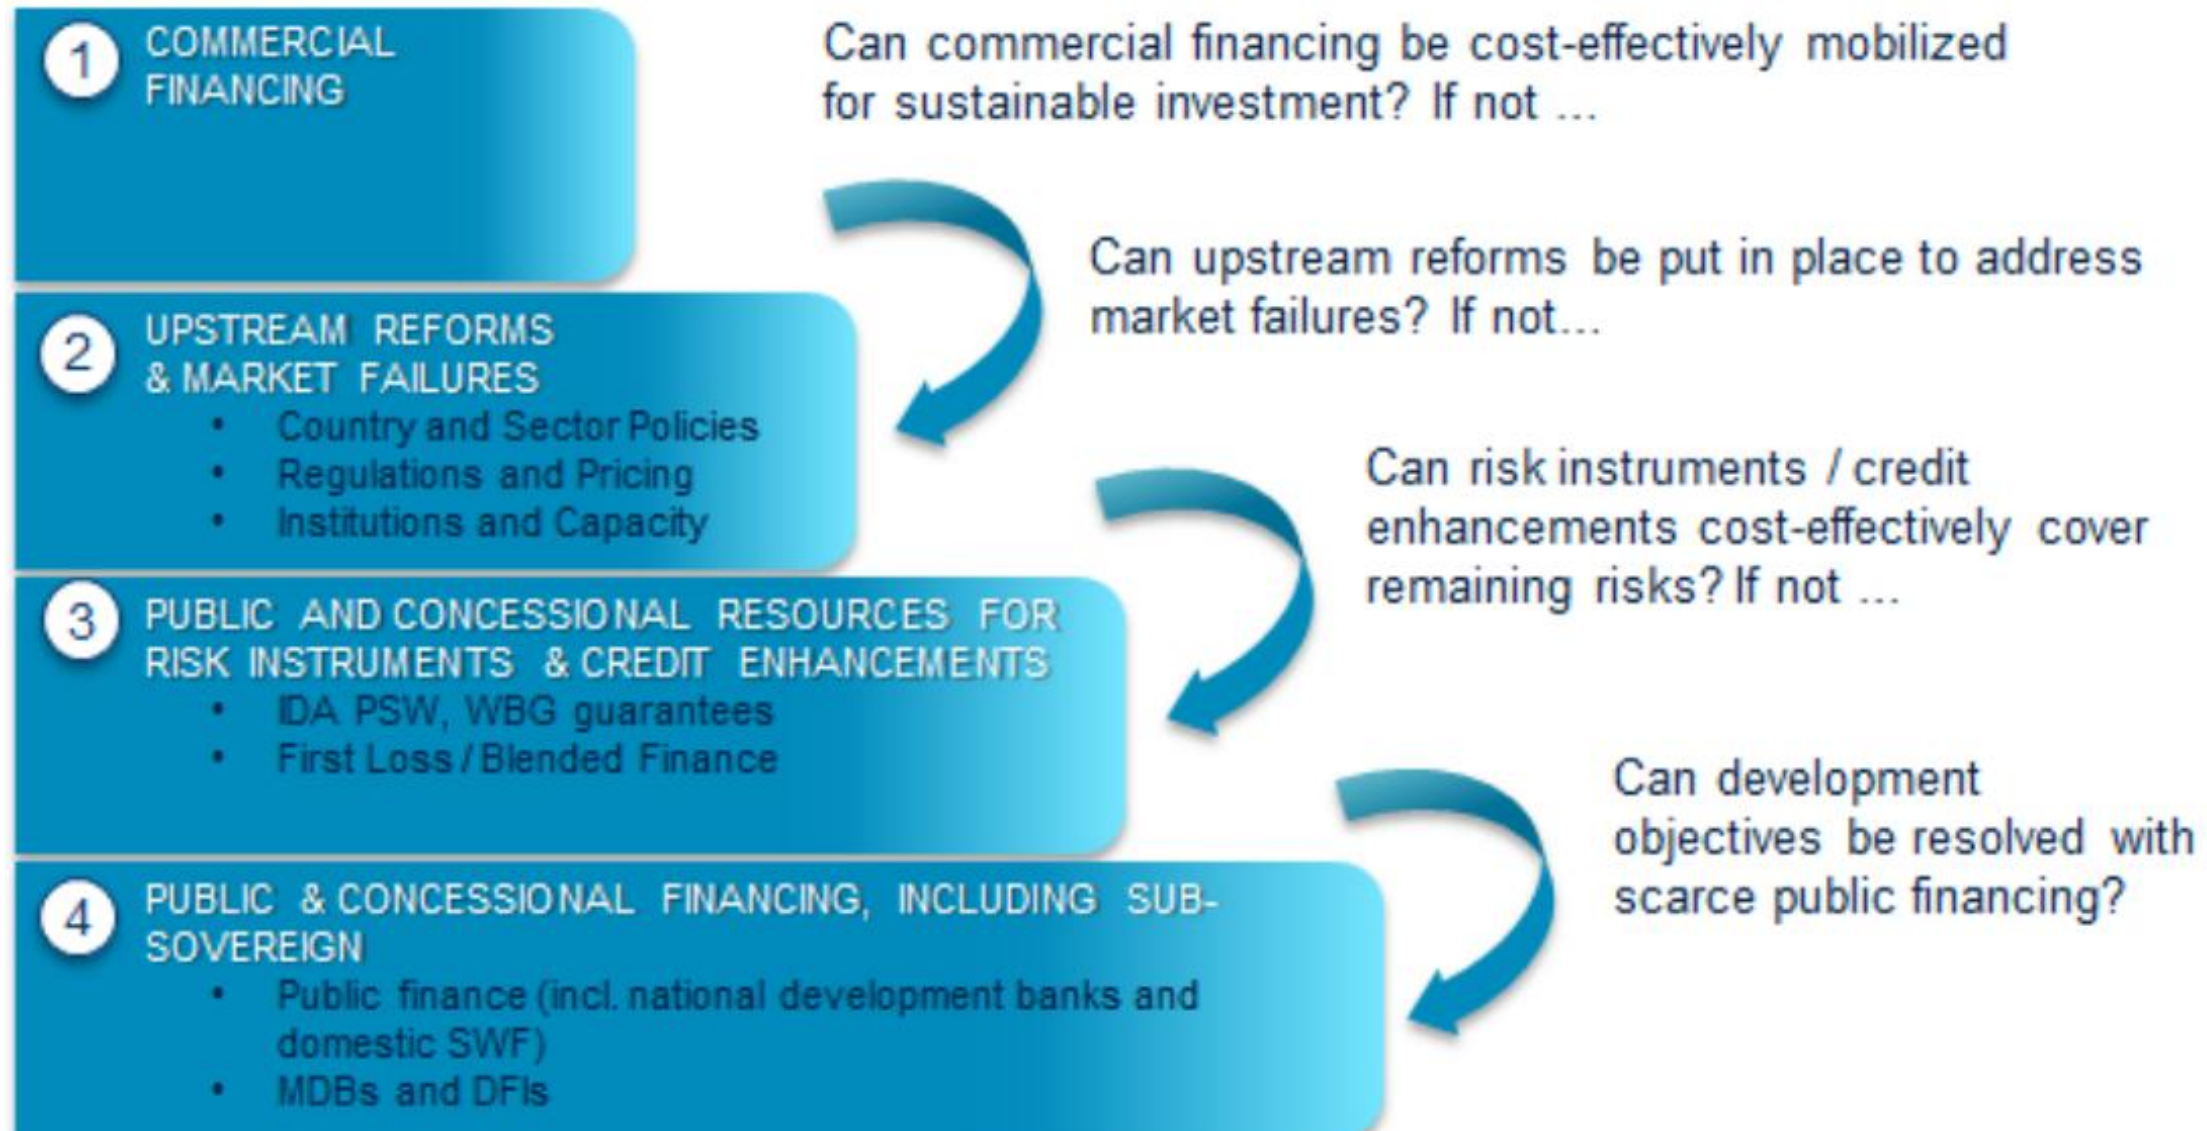 1
COMMERCIAL
FINANCING
Can commercial financing be cost-effectively mobilized
for sustainable investment? If not ...
2
UPSTREAM REFORMS
& MARKET FAILURES
• Country and Sector Policies
• Regulations and Pricing
• Institutions and Capacity
Can upstream reforms be put in place to address
market failures? If not...
3
PUBLIC AND CONCESSIONAL RESOURCES FOR
RISK INSTRUMENTS & CREDIT ENHANCEMENTS
• IDA PSW, WBG guarantees
• First Loss / Blended Finance
Can risk instruments / credit
enhancements cost-effectively cover
remaining risks? If not ...
4
PUBLIC & CONCESSIONAL FINANCING, INCLUDING SUB-
SOVEREIGN
• Public finance (incl. national development banks and
domestic SWF)
• MDBs and DFIs
Can development
objectives be resolved with
scarce public financing?